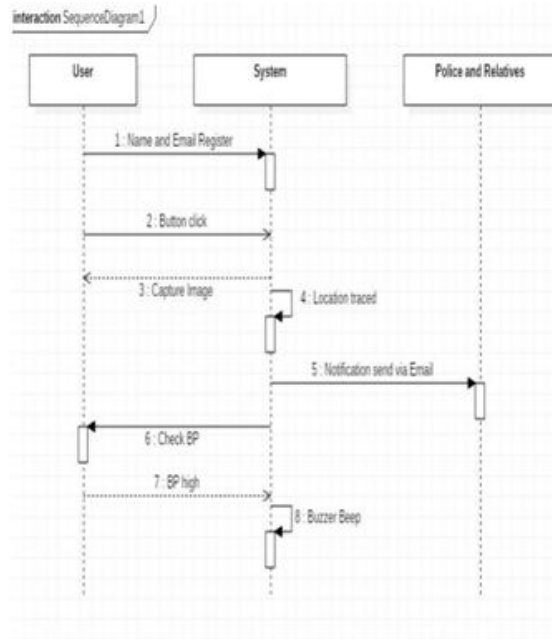 interaction SequenceDiagram1
User
System
Police and Relatives
1 : Name and Email Register
2 : Button click
3 : Capture Image
4 : Location traced
5 : Notification send via Email
6 : Check BP
7 : BP high
8 : Buzzer Beep